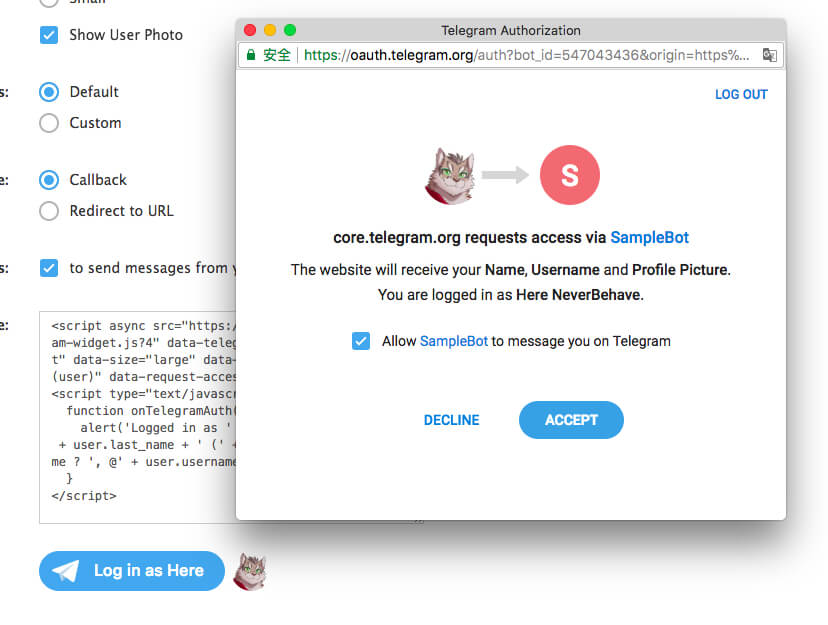 Small
Show User Photo
s:
Default
Custom
e:
Callback
Redirect to URL
s:
to send messages from
e:
<script async src="https:/
am-widget.js?4" data-teleg
t" data-size="large" data-
(user)" data-request-acces
<script type="text/javascr
function onTelegramAuth(
alert('Logged in as '
+ user.last_name + ' (' +
me ? ', @' + user.username
}
</script>
Log in as Here
Telegram Authorization
安全 https://oauth.telegram.org/auth?bot_id=547043436&origin=https%...
LOG OUT
S
core.telegram.org requests access via SampleBot
The website will receive your Name, Username and Profile Picture.
You are logged in as Here NeverBehave.
Allow SampleBot to message you on Telegram
DECLINE
ACCEPT